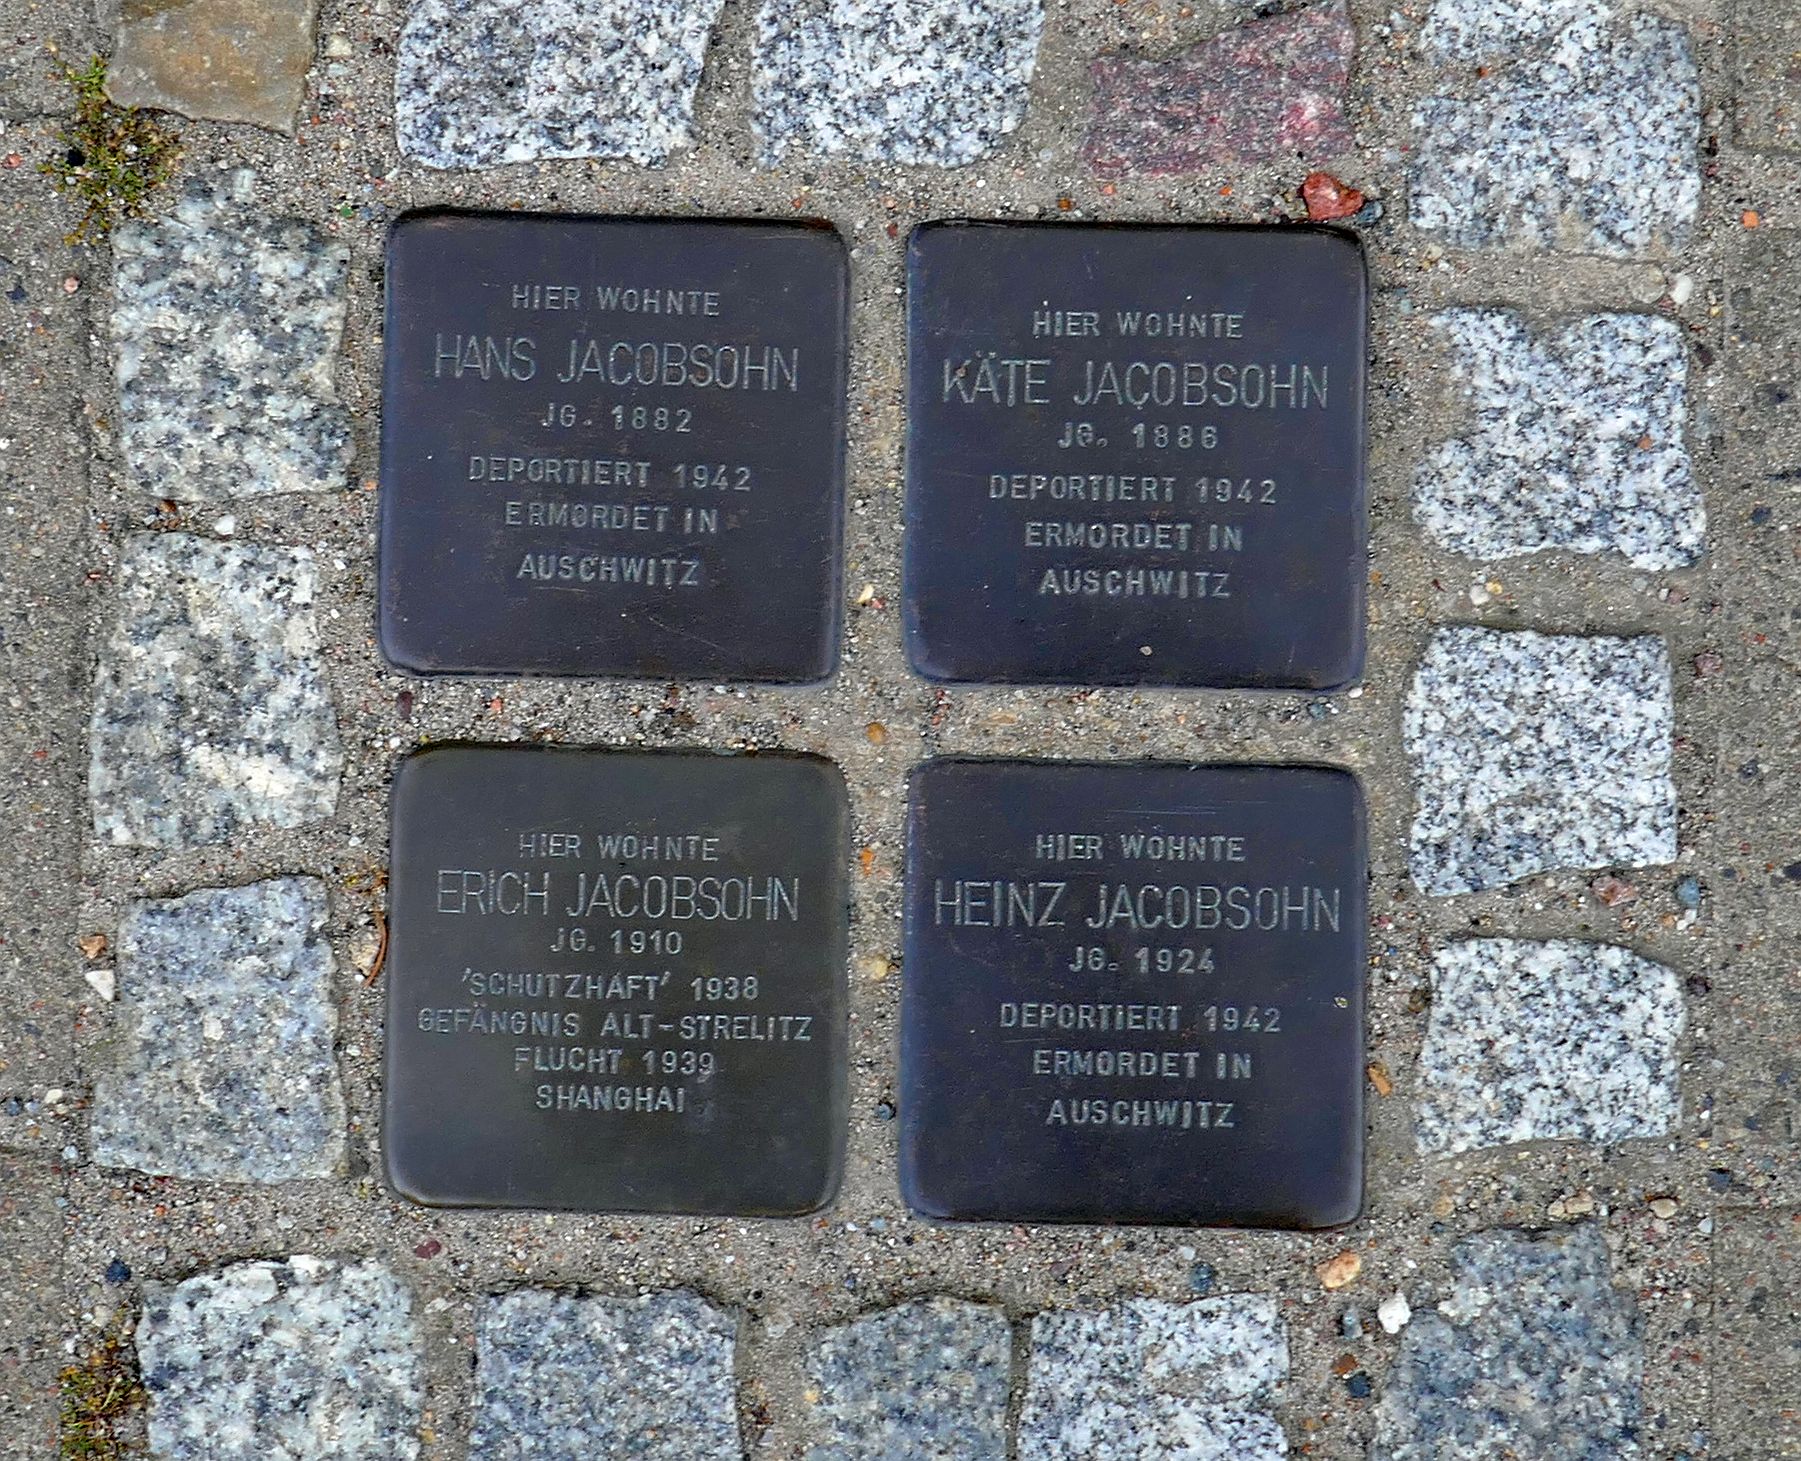 HIER WOHNTE
HANS JACOBSOHN
JG. 1882
DEPORTIERT 1942
ERMORDET IN
AUSCHWITZ
HIER WOHNTE
KÄTE JACOBSOHN
JG. 1886
DEPORTIERT 1942
ERMORDET IN
AUSCHWITZ
HIER WOHNTE
ERICH JACOBSOHN
JG. 1910
'SCHUTZHAFT' 1938
GEFÄNGNIS ALT-STRELITZ
FLUCHT 1939
SHANGHAI
HIER WOHNTE
HEINZ JACOBSOHN
JG. 1924
DEPORTIERT 1942
ERMORDET IN
AUSCHWITZ